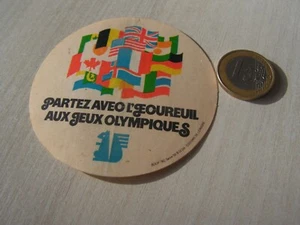 PARTEZ AVEC L'ECUREUIL
AUX JEUX OLYMPIQUES